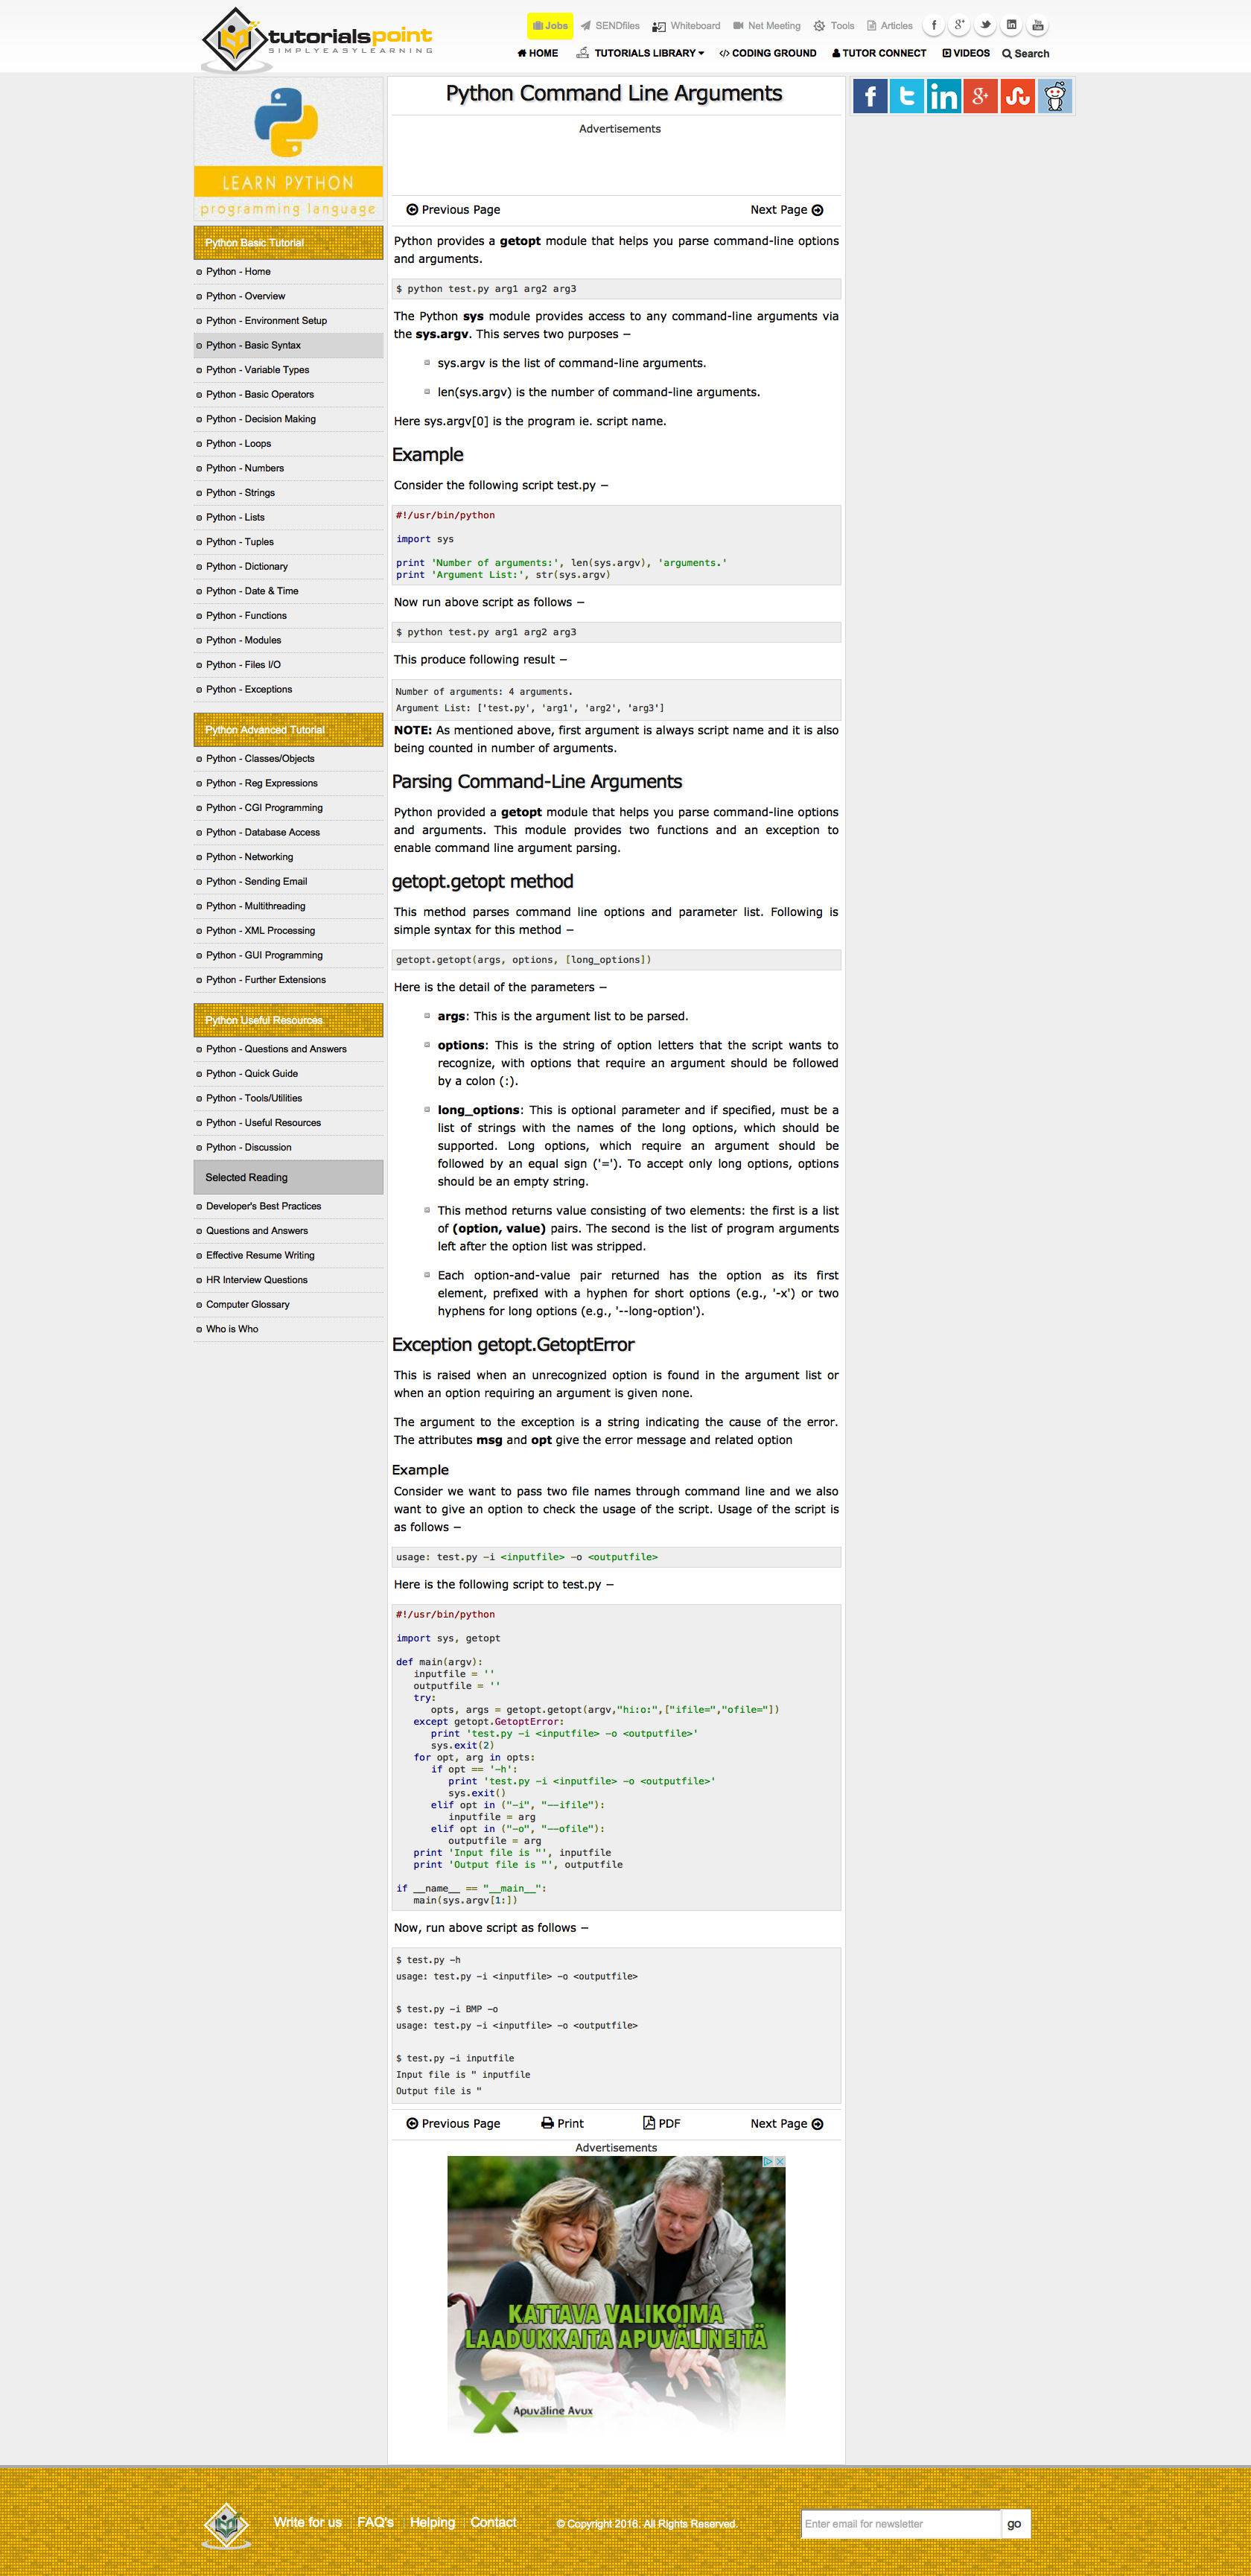 tutorialspoint
SIMPLYEASYLEARNING
Jobs SENDfiles Whiteboard Net Meeting Tools Articles
HOME TUTORIALS LIBRARY CODING GROUND TUTOR CONNECT VIDEOS Search
LEARN PYTHON
programming language
Python Basic Tutorial
Python - Home
Python - Overview
Python - Environment Setup
Python - Basic Syntax
Python - Variable Types
Python - Basic Operators
Python - Decision Making
Python - Loops
Python - Numbers
Python - Strings
Python - Lists
Python - Tuples
Python - Dictionary
Python - Date & Time
Python - Functions
Python - Modules
Python - Files I/O
Python - Exceptions
Python Advanced Tutorial
Python - Classes/Objects
Python - Reg Expressions
Python - CGI Programming
Python - Database Access
Python - Networking
Python - Sending Email
Python - Multithreading
Python - XML Processing
Python - GUI Programming
Python - Further Extensions
Python Useful Resources
Python - Questions and Answers
Python - Quick Guide
Python - Tools/Utilities
Python - Useful Resources
Python - Discussion
Selected Reading
Developer's Best Practices
Questions and Answers
Effective Resume Writing
HR Interview Questions
Computer Glossary
Who is Who
Python Command Line Arguments
Advertisements
Previous Page Next Page
Python provides a getopt module that helps you parse command-line options
and arguments.
$ python test.py arg1 arg2 arg3
The Python sys module provides access to any command-line arguments via
the sys.argv. This serves two purposes −
sys.argv is the list of command-line arguments.
len(sys.argv) is the number of command-line arguments.
Here sys.argv[0] is the program ie. script name.
Example
Consider the following script test.py −
#!/usr/bin/python
import sys
print 'Number of arguments:', len(sys.argv), 'arguments.'
print 'Argument List:', str(sys.argv)
Now run above script as follows −
$ python test.py arg1 arg2 arg3
This produce following result −
Number of arguments: 4 arguments.
Argument List: ['test.py', 'arg1', 'arg2', 'arg3']
NOTE: As mentioned above, first argument is always script name and it is also
being counted in number of arguments.
Parsing Command-Line Arguments
Python provided a getopt module that helps you parse command-line options
and arguments. This module provides two functions and an exception to
enable command line argument parsing.
getopt.getopt method
This method parses command line options and parameter list. Following is
simple syntax for this method −
getopt.getopt(args, options, [long_options])
Here is the detail of the parameters −
args: This is the argument list to be parsed.
options: This is the string of option letters that the script wants to
recognize, with options that require an argument should be followed
by a colon (:).
long_options: This is optional parameter and if specified, must be a
list of strings with the names of the long options, which should be
supported. Long options, which require an argument should be
followed by an equal sign ('='). To accept only long options, options
should be an empty string.
This method returns value consisting of two elements: the first is a list
of (option, value) pairs. The second is the list of program arguments
left after the option list was stripped.
Each option-and-value pair returned has the option as its first
element, prefixed with a hyphen for short options (e.g., '-x') or two
hyphens for long options (e.g., '--long-option').
Exception getopt.GetoptError
This is raised when an unrecognized option is found in the argument list or
when an option requiring an argument is given none.
The argument to the exception is a string indicating the cause of the error.
The attributes msg and opt give the error message and related option
Example
Consider we want to pass two file names through command line and we also
want to give an option to check the usage of the script. Usage of the script is
as follows −
usage: test.py -i <inputfile> -o <outputfile>
Here is the following script to test.py −
#!/usr/bin/python
import sys, getopt
def main(argv):
   inputfile = ''
   outputfile = ''
   try:
      opts, args = getopt.getopt(argv,"hi:o:",["ifile=","ofile="])
   except getopt.GetoptError:
      print 'test.py -i <inputfile> -o <outputfile>'
      sys.exit(2)
   for opt, arg in opts:
      if opt == '-h':
         print 'test.py -i <inputfile> -o <outputfile>'
         sys.exit()
      elif opt in ("-i", "--ifile"):
         inputfile = arg
      elif opt in ("-o", "--ofile"):
         outputfile = arg
   print 'Input file is "', inputfile
   print 'Output file is "', outputfile
if __name__ == "__main__":
   main(sys.argv[1:])
Now, run above script as follows −
$ test.py -h
usage: test.py -i <inputfile> -o <outputfile>
$ test.py -i BMP -o
usage: test.py -i <inputfile> -o <outputfile>
$ test.py -i inputfile
Input file is " inputfile
Output file is "
Previous Page Print PDF Next Page
Advertisements
KATTAVA VALIKOIMA
LAADUKKAITA APUVÄLINEITÄ
Apuväline Avux
Write for us FAQ's Helping Contact © Copyright 2016. All Rights Reserved. Enter email for newsletter go